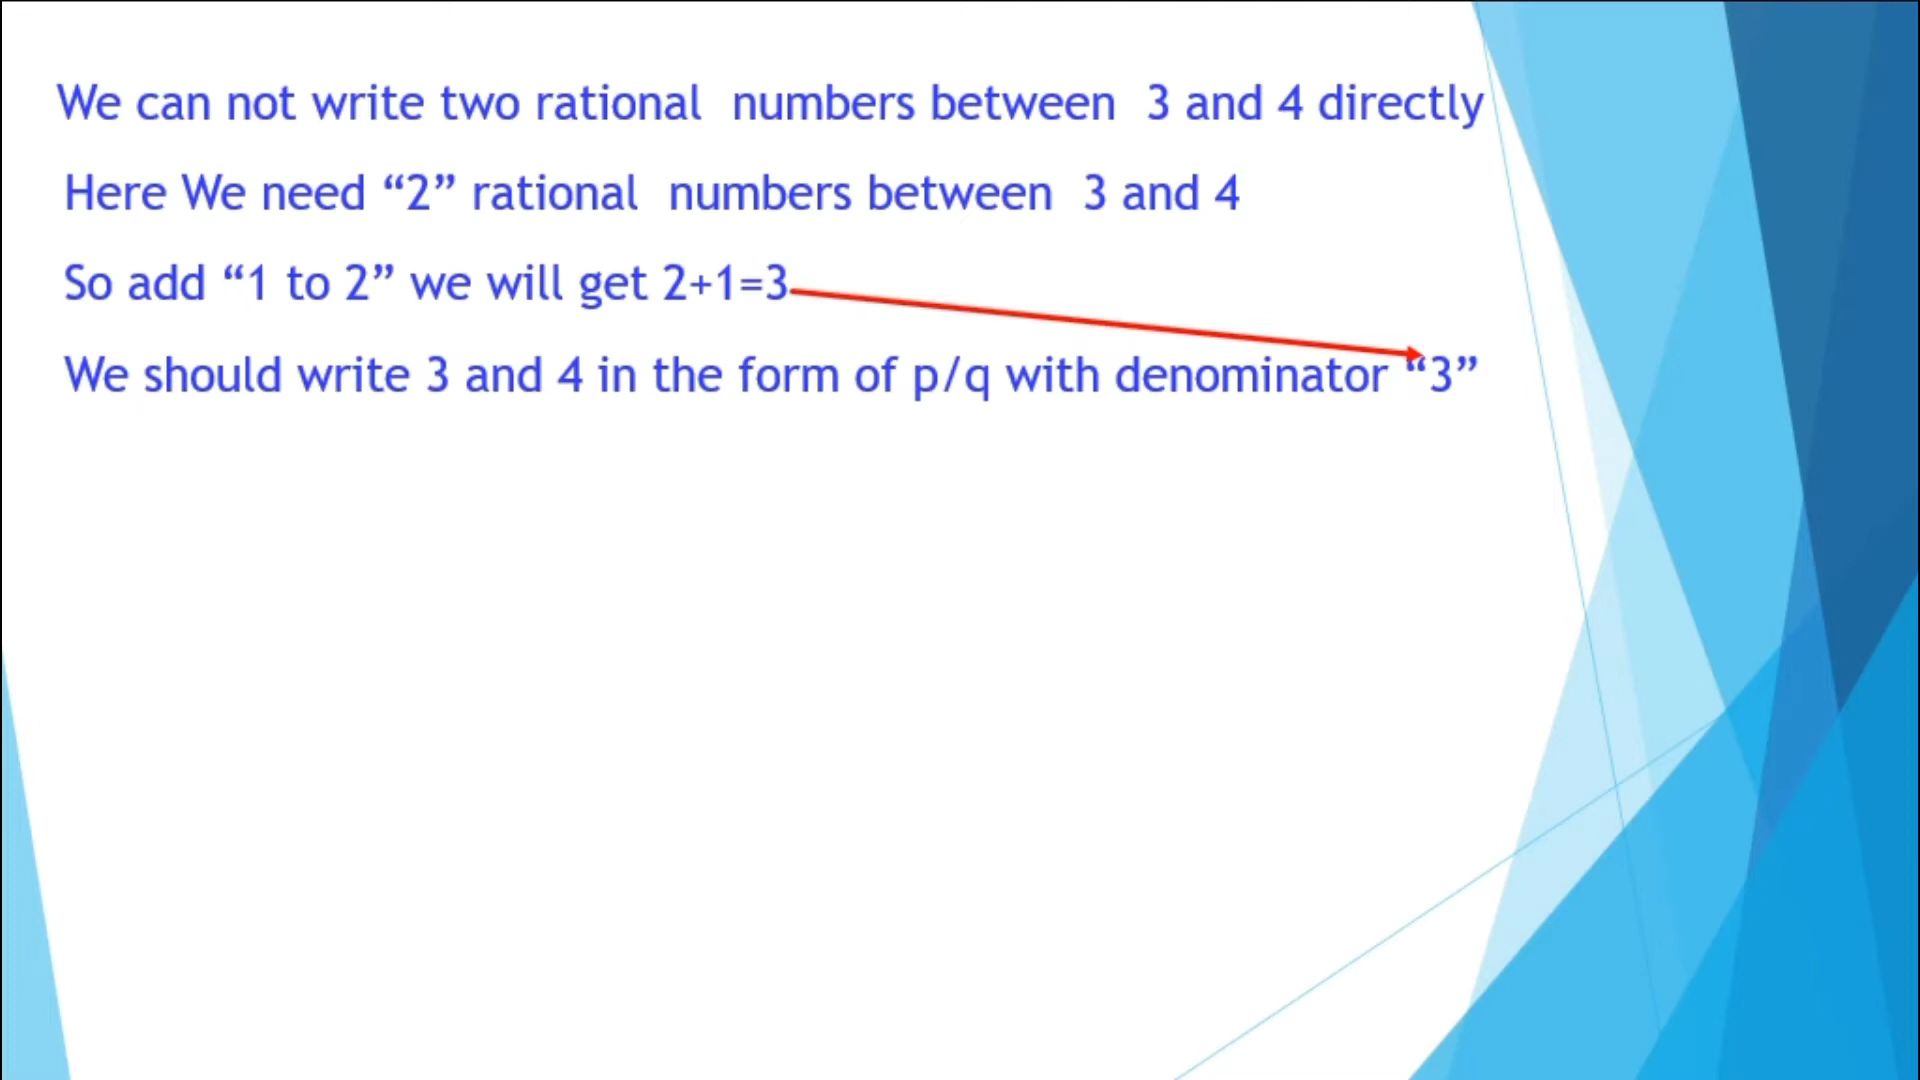 We can not write two rational numbers between 3 and 4 directly
Here We need “2” rational numbers between 3 and 4
So add “1 to 2” we will get 2+1=3
We should write 3 and 4 in the form of p/q with denominator “3”